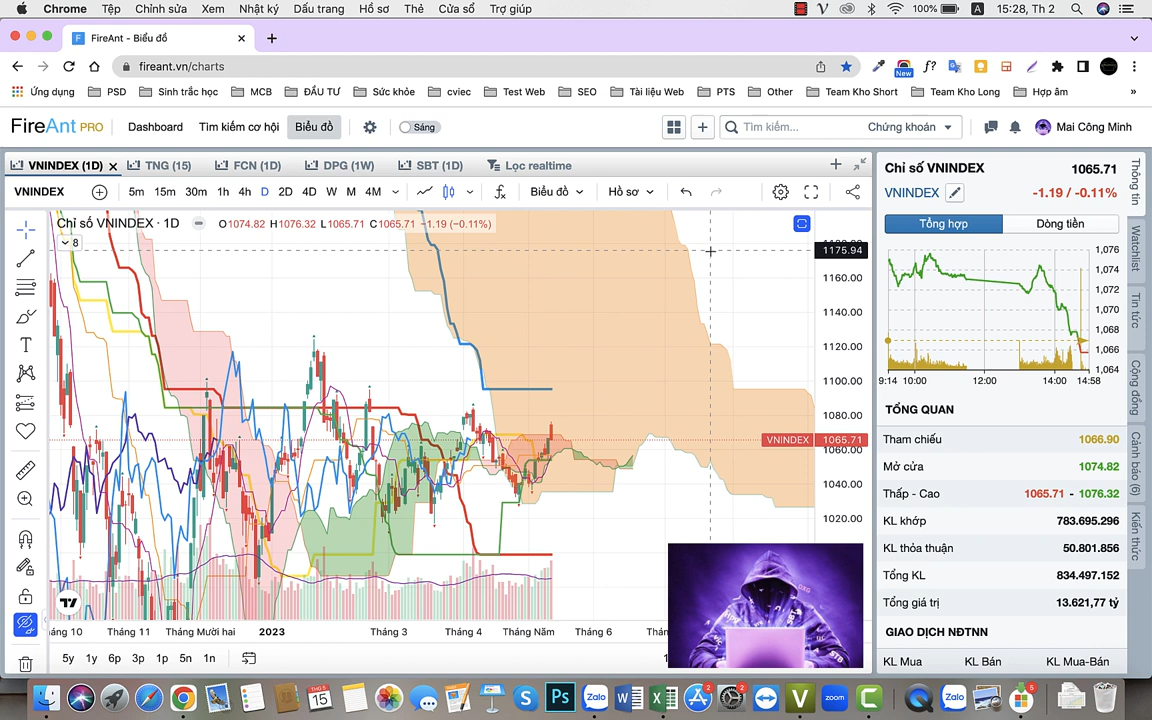 Chrome Tệp Chỉnh sửa Xem Nhật ký Dấu trang Hồ sơ Thẻ Cửa sổ Trợ giúp 100% A 15:28, Th 2
FireAnt - Biểu đồ
fireant.vn/charts
New
f?
Ứng dụng PSD Sinh trắc học MCB ĐẦU TƯ Sức khỏe cviec Test Web SEO Tài liệu Web PTS Other Team Kho Short Team Kho Long Hợp âm »
FireAnt PRO Dashboard Tìm kiếm cơ hội Biểu đồ Sáng Tìm kiếm... Chứng khoán Mai Công Minh
VNINDEX (1D) TNG (15) FCN (1D) DPG (1W) SBT (1D) Lọc realtime
VNINDEX 5m 15m 30m 1h 4h D 2D 4D W M 4M Biểu đồ Hồ sơ
Chỉ số VNINDEX · 1D O1074.82 H1076.32 L1065.71 C1065.71 −1.19 (−0.11%)
8
1175.94
1160.00
1140.00
1120.00
1100.00
1080.00
VNINDEX 1065.71
1060.00
1040.00
1020.00
Tháng 11 Tháng Mười hai 2023 Tháng 3 Tháng 4 Tháng Năm Tháng 6
5y 1y 6p 3p 1p 5n 1n
Chỉ số VNINDEX 1065.71
VNINDEX -1.19 / -0.11%
Tổng hợp Dòng tiền
1,076
1,074
1,072
1,070
1,068
1,066
1,064
9:14 10:00 12:00 14:00 14:58
TỔNG QUAN
Tham chiếu 1066.90
Mở cửa 1074.82
Thấp - Cao 1065.71 - 1076.32
KL khớp 783.695.296
KL thỏa thuận 50.801.856
Tổng KL 834.497.152
Tổng giá trị 13.621,77 tỷ
GIAO DỊCH NĐTNN
KL Mua KL Bán KL Mua-Bán
Thông tin
Watchlist
Tin tức
Cộng đồng
Cảnh báo (6)
Kiến thức
THG 5
15
Ps
Zalo
W
X
2
2
V
zoom
C
Zalo
5